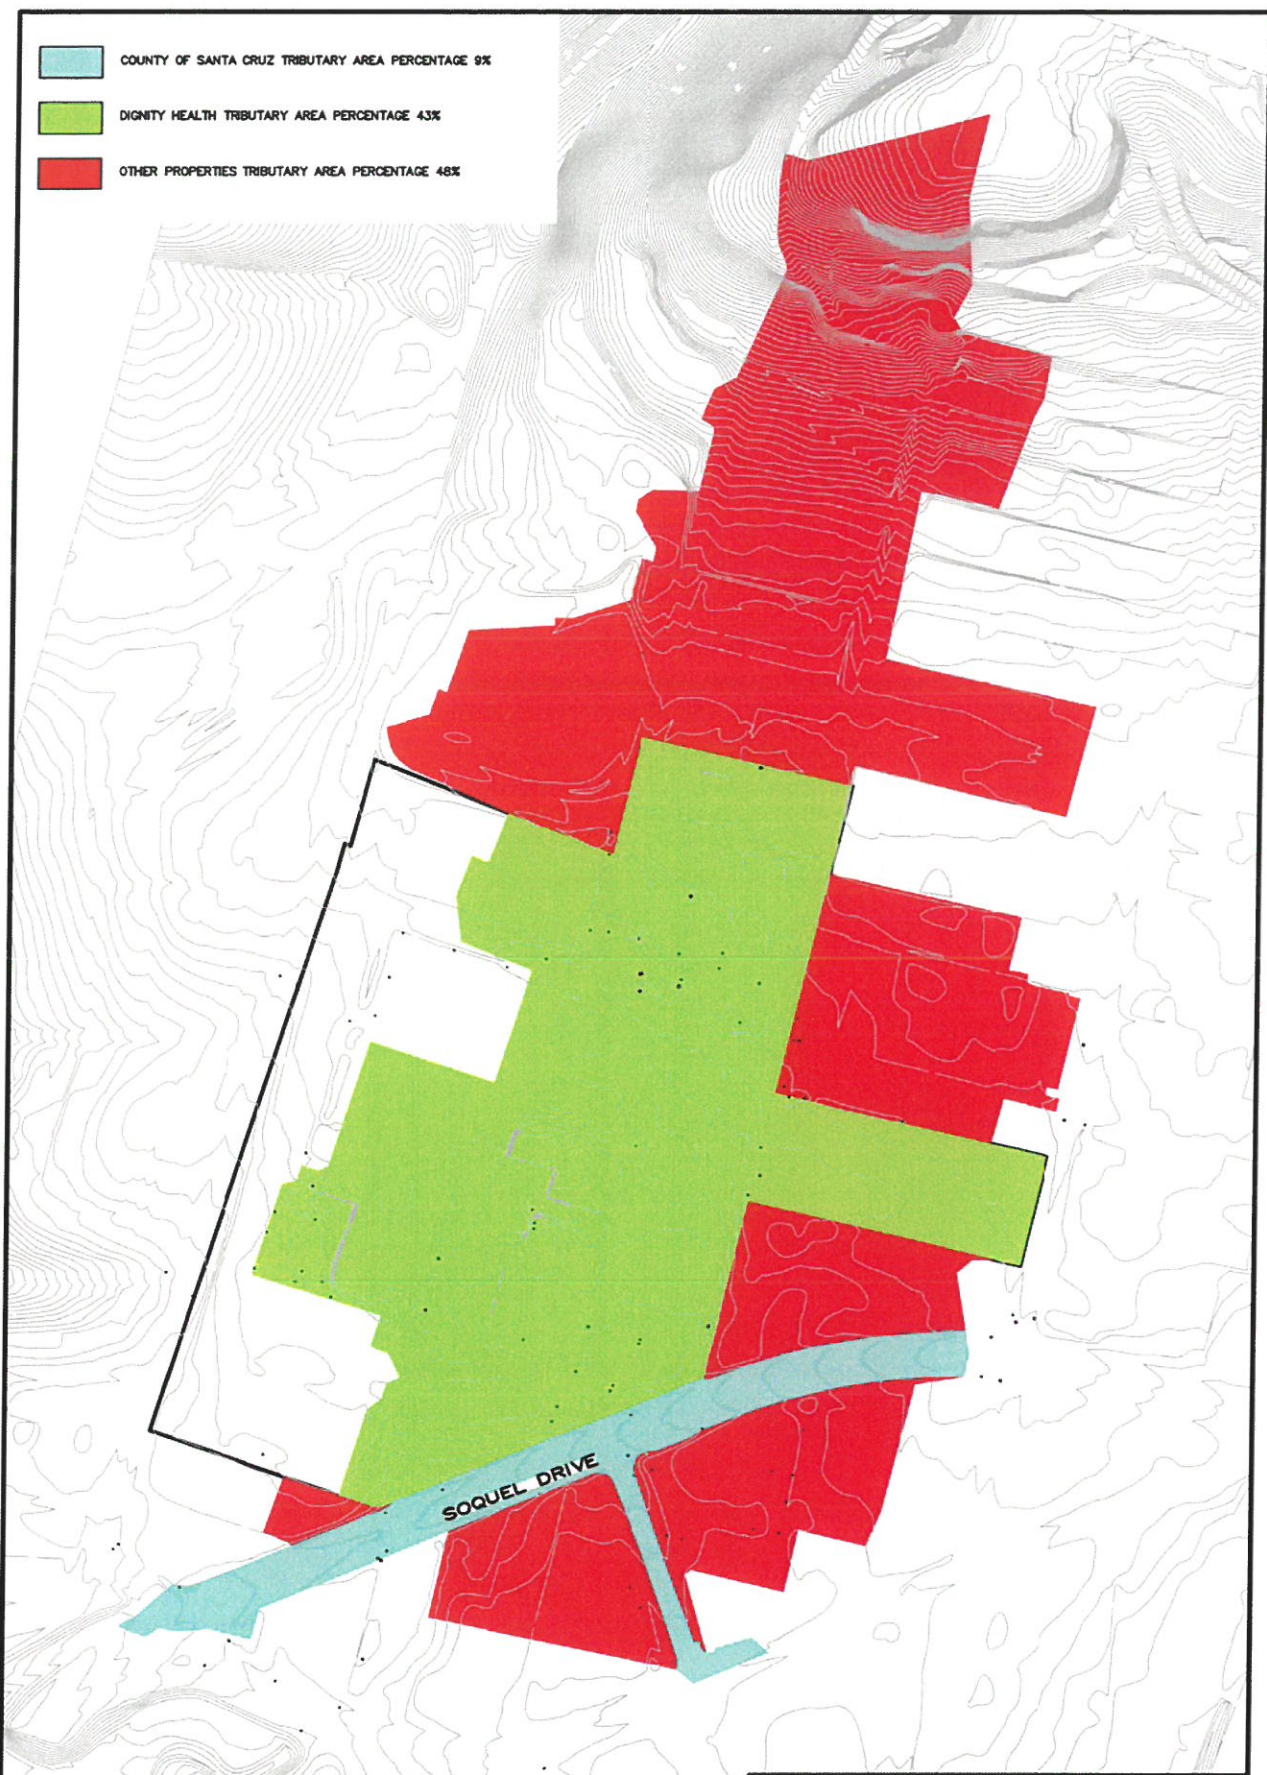 COUNTY OF SANTA CRUZ TRIBUTARY AREA PERCENTAGE 9%
DIGNITY HEALTH TRIBUTARY AREA PERCENTAGE 43%
OTHER PROPERTIES TRIBUTARY AREA PERCENTAGE 48%
SOQUEL DRIVE